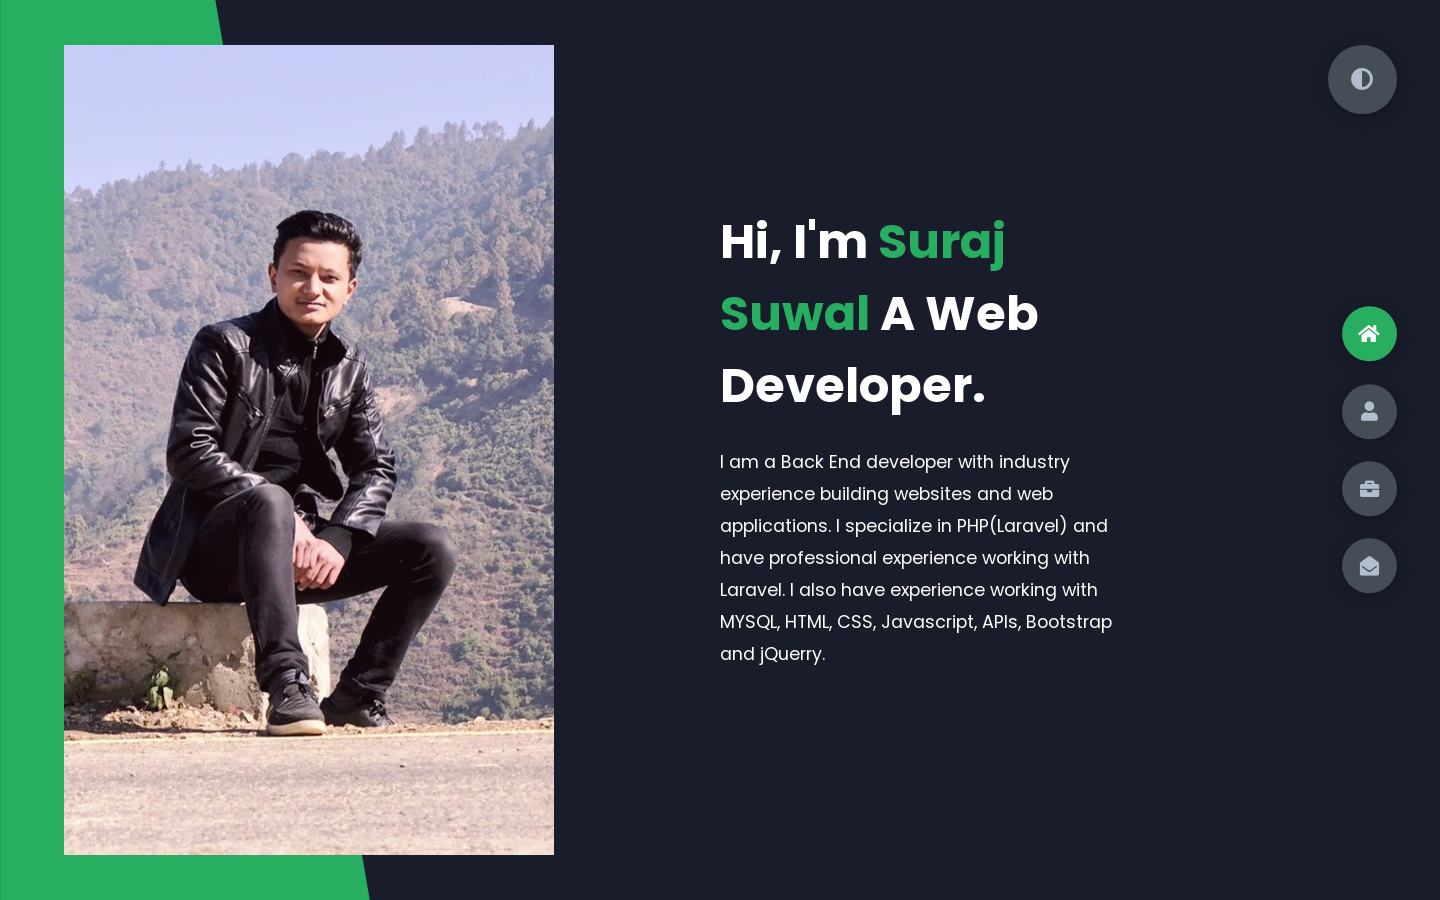 Hi, I'm Suraj
Suwal A Web
Developer.
I am a Back End developer with industry
experience building websites and web
applications. I specialize in PHP(Laravel) and
have professional experience working with
Laravel. I also have experience working with
MYSQL, HTML, CSS, Javascript, APIs, Bootstrap
and jQuerry.